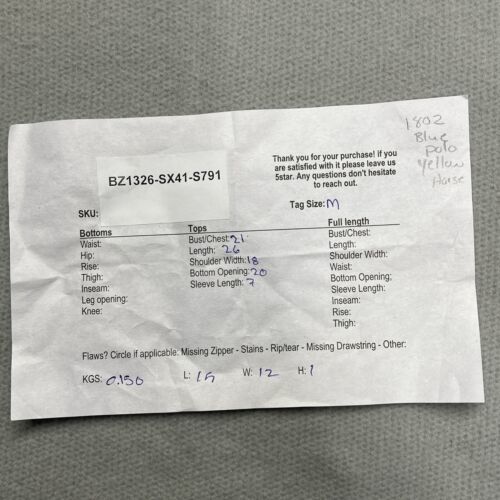 1802
Blue
polo
yellow
Horse
Thank you for your purchase! if you
are satisfied with it please leave us
5star. Any questions don't hesitate
to reach out.
BZ1326-SX41-S791
SKU:
Tag Size: M
Bottoms
Waist:
Hip:
Rise:
Thigh:
Inseam:
Leg opening:
Knee:
Tops
Bust/Chest: 21
Length: 26
Shoulder Width: 18
Bottom Opening: 20
Sleeve Length: 7
Full length
Bust/Chest:
Length:
Shoulder Width:
Waist:
Bottom Opening:
Sleeve Length:
Inseam:
Rise:
Thigh:
Flaws? Circle if applicable: Missing Zipper - Stains - Rip/tear - Missing Drawstring - Other:
KGS: 0.150 L: 15 W: 12 H: 1